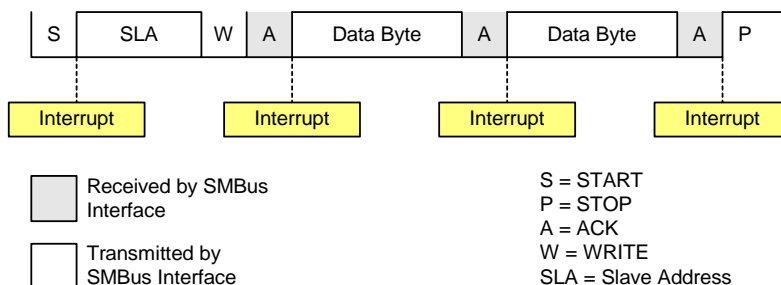 S SLA W A Data Byte A Data Byte A P
Interrupt Interrupt Interrupt Interrupt
Received by SMBus
Interface
Transmitted by
SMBus Interface
S = START
P = STOP
A = ACK
W = WRITE
SLA = Slave Address